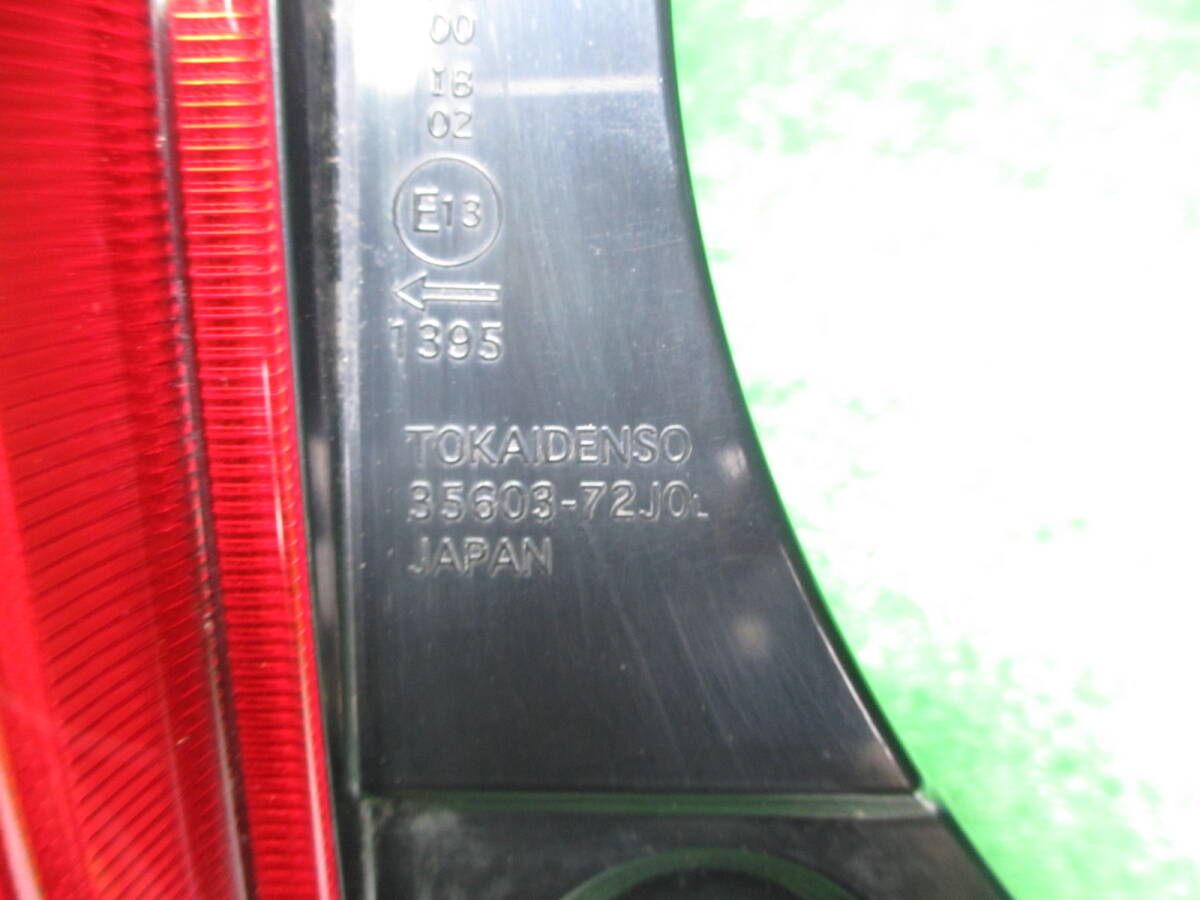 00
1B
02
E13
1395
TOKAIDENSO
35603-72J0L
JAPAN